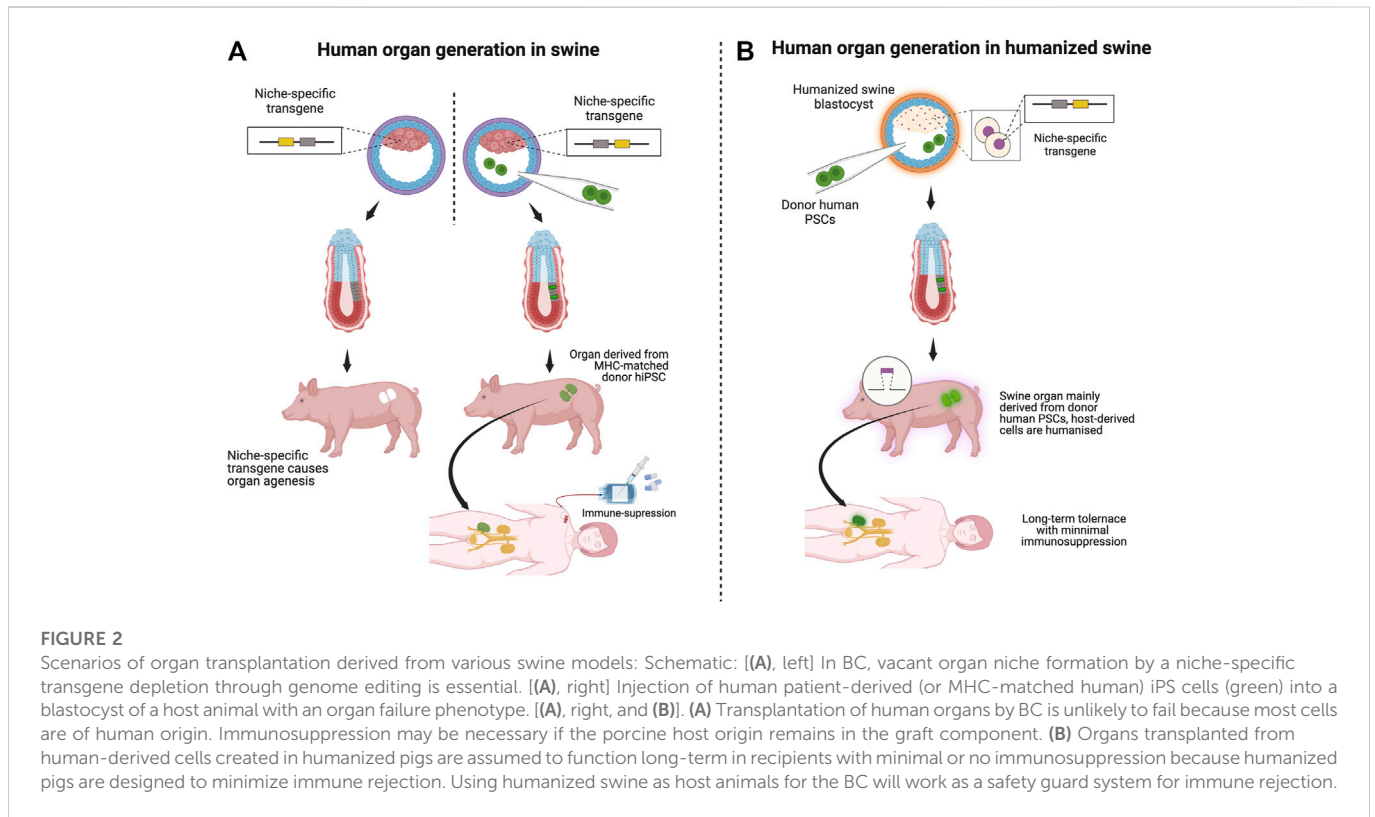 A
Human organ generation in swine
Niche-specific
transgene
Niche-specific
transgene
Organ derived from
MHC-matched
donor hiPSC
Niche-specific
transgene causes
organ agenesis
Immune-supression
B
Human organ generation in humanized swine
Humanized swine
blastocyst
Niche-specific
transgene
Donor human
PSCs
Swine organ mainly
derived from donor
human PSCs, host-derived
cells are humanised
Long-term tolernace
with minnimal
immunosuppression
FIGURE 2
Scenarios of organ transplantation derived from various swine models: Schematic: [(A), left] In BC, vacant organ niche formation by a niche-specific
transgene depletion through genome editing is essential. [(A), right] Injection of human patient-derived (or MHC-matched human) iPS cells (green) into a
blastocyst of a host animal with an organ failure phenotype. [(A), right, and (B)]. (A) Transplantation of human organs by BC is unlikely to fail because most cells
are of human origin. Immunosuppression may be necessary if the porcine host origin remains in the graft component. (B) Organs transplanted from
human-derived cells created in humanized pigs are assumed to function long-term in recipients with minimal or no immunosuppression because humanized
pigs are designed to minimize immune rejection. Using humanized swine as host animals for the BC will work as a safety guard system for immune rejection.